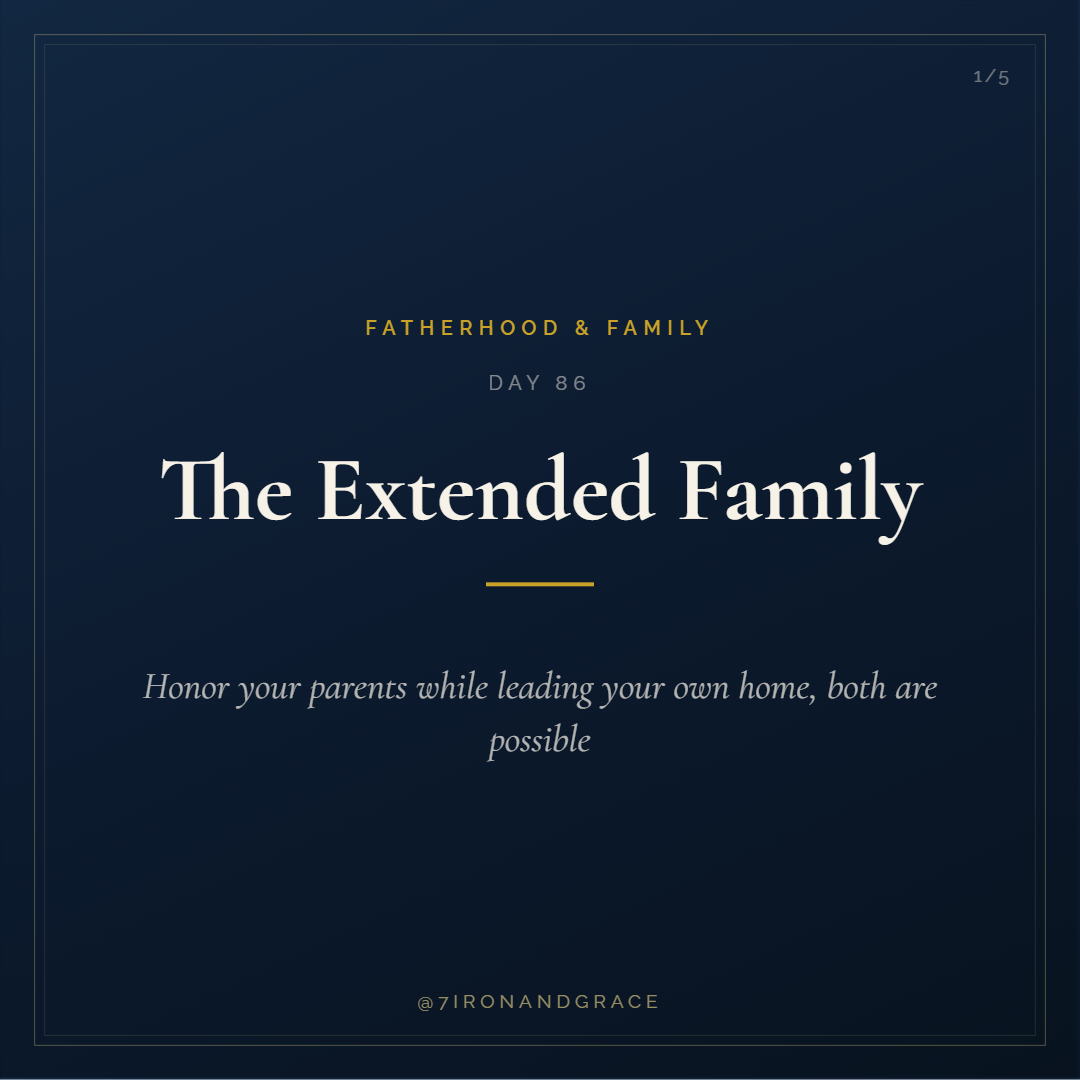 1/5
FATHERHOOD & FAMILY
DAY 86
The Extended Family
Honor your parents while leading your own home, both are
possible
@7IRONANDGRACE